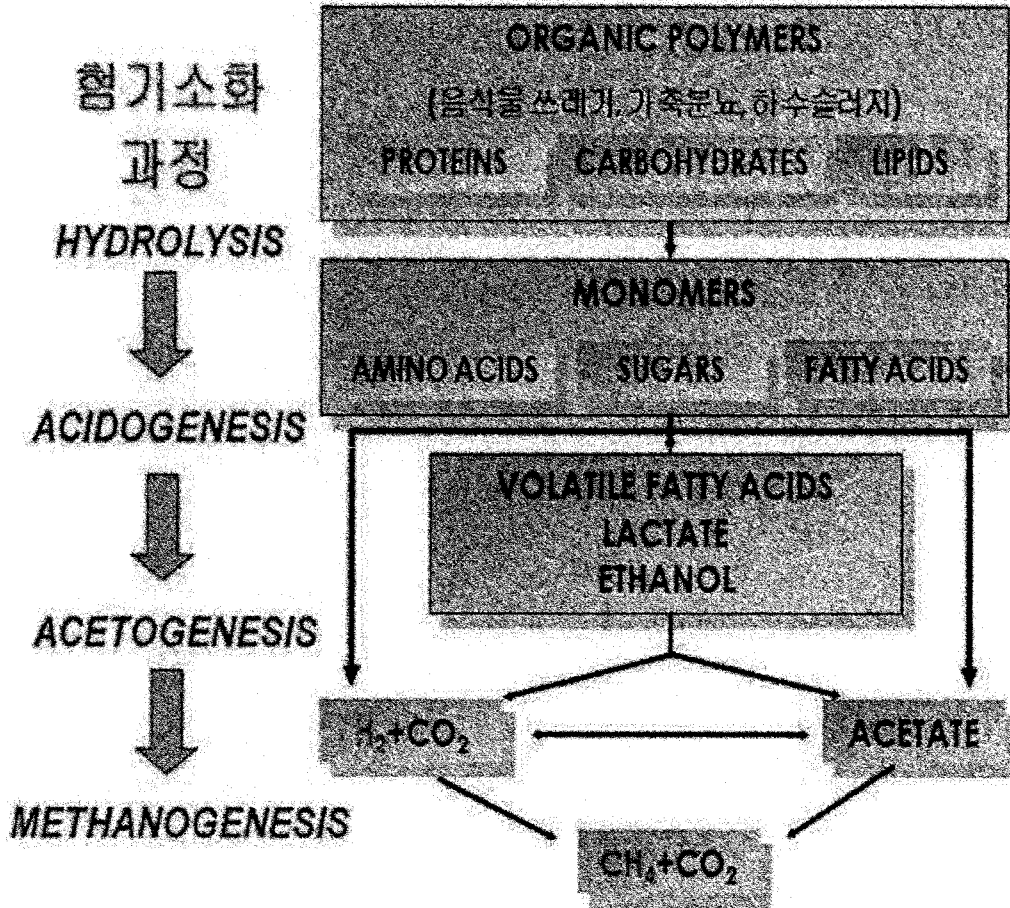 혐기소화
과정
HYDROLYSIS
ACIDOGENESIS
ACETOGENESIS
METHANOGENESIS
ORGANIC POLYMERS
(음식물 쓰레기, 가축분뇨, 하수슬러지)
PROTEINS CARBOHYDRATES LIPIDS
MONOMERS
AMINO ACIDS SUGARS FATTY ACIDS
VOLATILE FATTY ACIDS
LACTATE
ETHANOL
H₂+CO₂ ACETATE
CH₄+CO₂